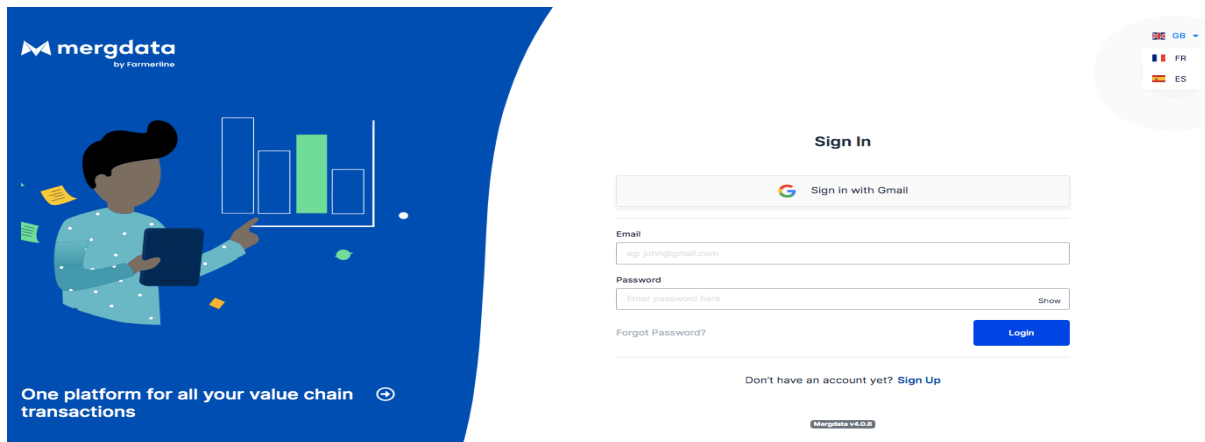 mergdata
by Farmerline
One platform for all your value chain
transactions
GB
FR
ES
Sign In
Sign in with Gmail
Email
eg: john@gmail.com
Password
Enter password here
Show
Forgot Password?
Login
Don't have an account yet? Sign Up
Mergdata v4.0.8